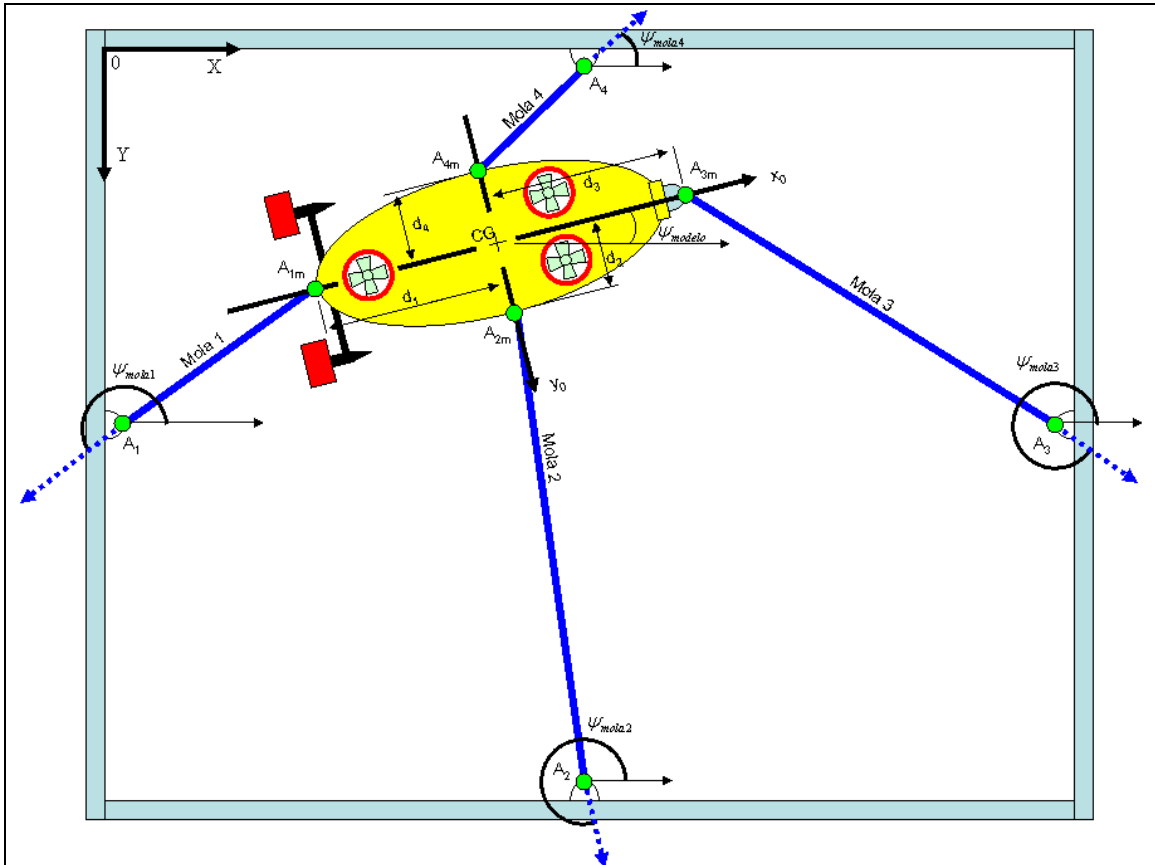 0
X
Y
Ψmola4
A4
Mola 4
A4m
A3m
x0
d3
d4
CG
Ψmodelo
d2
A1m
d1
A2m
Mola 3
Mola 1
y0
Ψmola1
Ψmola3
A1
A3
Mola 2
Ψmola2
A2